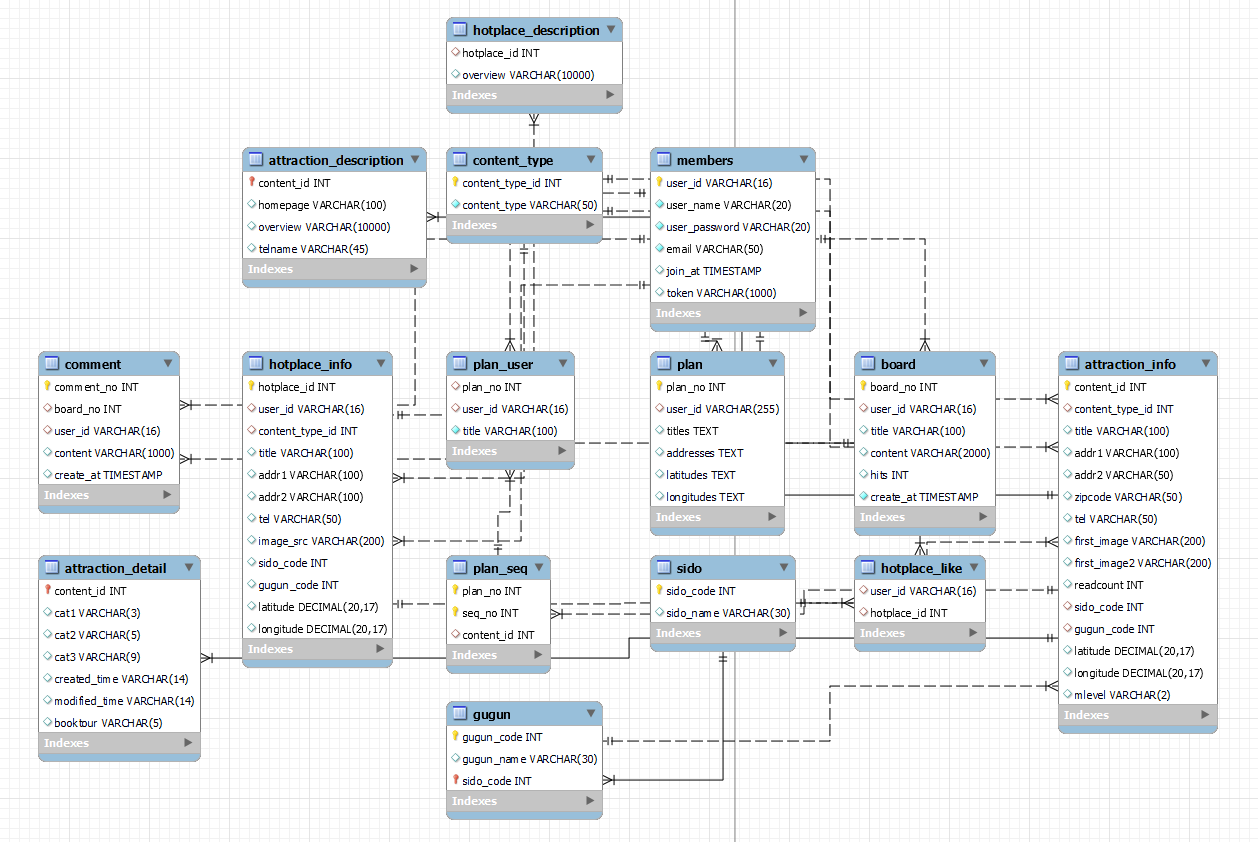 hotplace_description
hotplace_id INT
overview VARCHAR(10000)
Indexes
attraction_description
content_id INT
homepage VARCHAR(100)
overview VARCHAR(10000)
telname VARCHAR(45)
Indexes
content_type
content_type_id INT
content_type VARCHAR(50)
Indexes
members
user_id VARCHAR(16)
user_name VARCHAR(20)
user_password VARCHAR(20)
email VARCHAR(50)
join_at TIMESTAMP
token VARCHAR(1000)
Indexes
comment
comment_no INT
board_no INT
user_id VARCHAR(16)
content VARCHAR(1000)
create_at TIMESTAMP
Indexes
hotplace_info
hotplace_id INT
user_id VARCHAR(16)
content_type_id INT
title VARCHAR(100)
addr1 VARCHAR(100)
addr2 VARCHAR(100)
tel VARCHAR(50)
image_src VARCHAR(200)
sido_code INT
gugun_code INT
latitude DECIMAL(20,17)
longitude DECIMAL(20,17)
Indexes
plan_user
plan_no INT
user_id VARCHAR(16)
title VARCHAR(100)
Indexes
plan
plan_no INT
user_id VARCHAR(255)
titles TEXT
addresses TEXT
latitudes TEXT
longitudes TEXT
Indexes
board
board_no INT
user_id VARCHAR(16)
title VARCHAR(100)
content VARCHAR(2000)
hits INT
create_at TIMESTAMP
Indexes
attraction_info
content_id INT
content_type_id INT
title VARCHAR(100)
addr1 VARCHAR(100)
addr2 VARCHAR(50)
zipcode VARCHAR(50)
tel VARCHAR(50)
first_image VARCHAR(200)
first_image2 VARCHAR(200)
readcount INT
sido_code INT
gugun_code INT
latitude DECIMAL(20,17)
longitude DECIMAL(20,17)
mlevel VARCHAR(2)
Indexes
attraction_detail
content_id INT
cat1 VARCHAR(3)
cat2 VARCHAR(5)
cat3 VARCHAR(9)
created_time VARCHAR(14)
modified_time VARCHAR(14)
booktour VARCHAR(5)
Indexes
plan_seq
plan_no INT
seq_no INT
content_id INT
Indexes
sido
sido_code INT
sido_name VARCHAR(30)
Indexes
hotplace_like
user_id VARCHAR(16)
hotplace_id INT
Indexes
gugun
gugun_code INT
gugun_name VARCHAR(30)
sido_code INT
Indexes